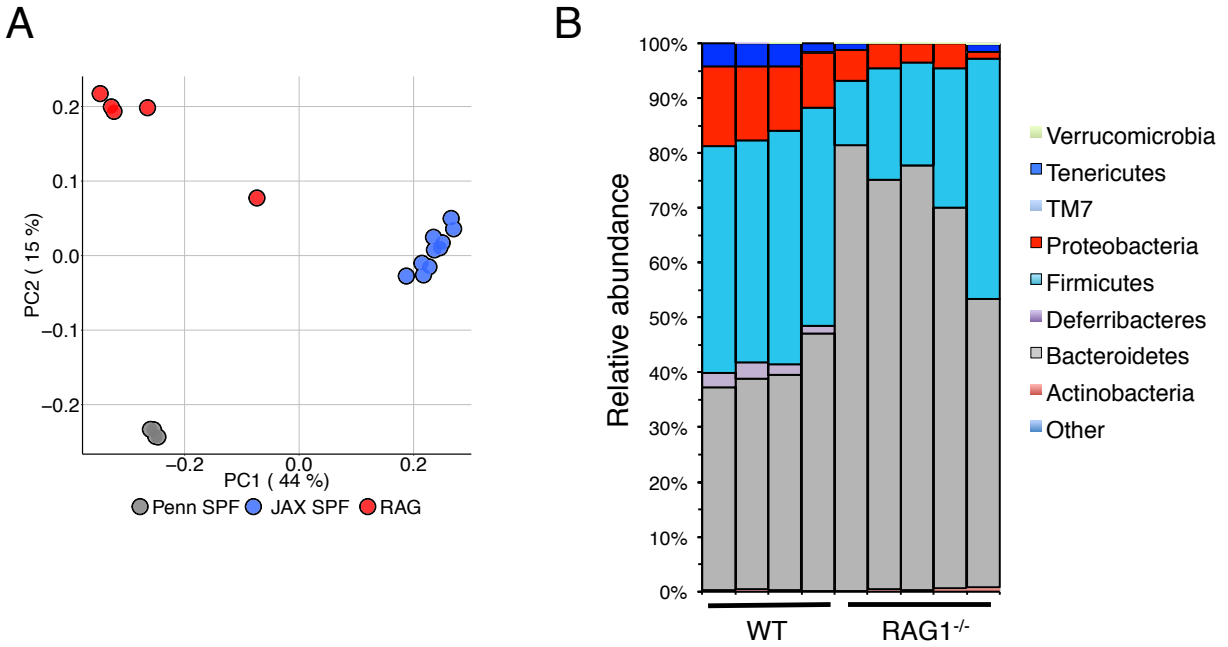 A
0.2
0.1
0.0
−0.1
−0.2
PC2 ( 15 %)
−0.2 0.0 0.2
PC1 ( 44 %)
Penn SPF JAX SPF RAG
B
100%
90%
80%
70%
60%
50%
40%
30%
20%
10%
0%
Relative abundance
WT RAG1-/-
Verrucomicrobia
Tenericutes
TM7
Proteobacteria
Firmicutes
Deferribacteres
Bacteroidetes
Actinobacteria
Other